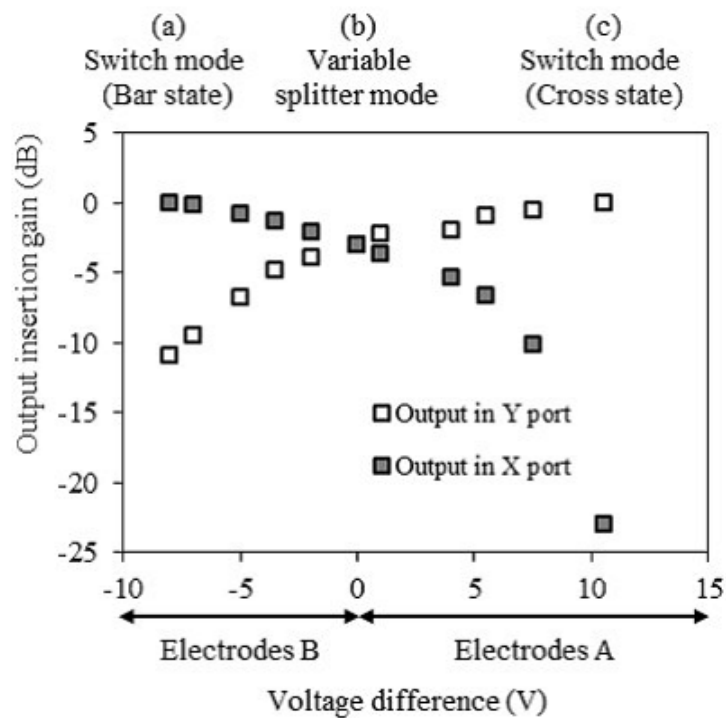 (a) (b) (c)
Switch mode Variable Switch mode
(Bar state) splitter mode (Cross state)
Output insertion gain (dB)
5
0
-5
-10
-15
-20
-25
Output in Y port
Output in X port
-10 -5 0 5 10 15
Electrodes B Electrodes A
Voltage difference (V)